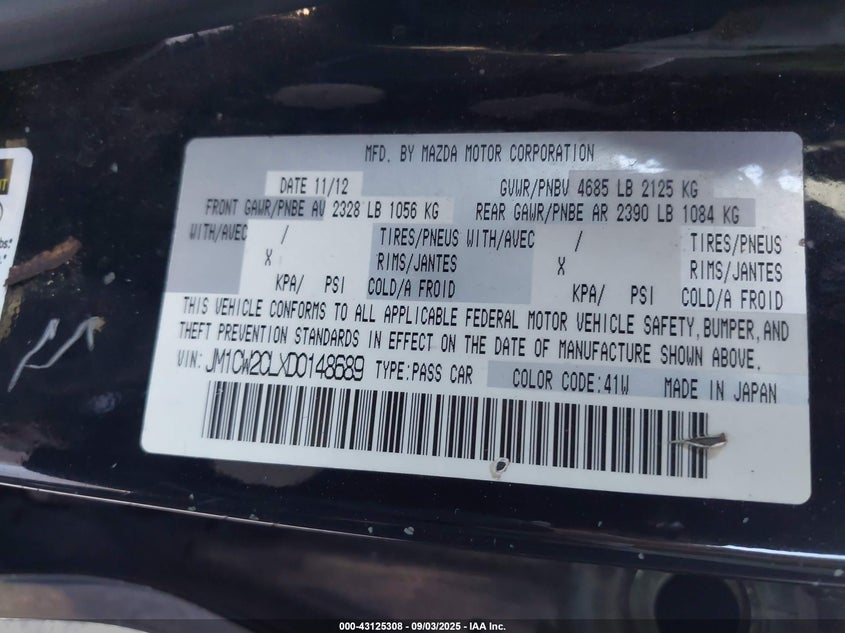 MFD. BY MAZDA MOTOR CORPORATION
DATE 11/12 GVWR/PNBV 4685 LB 2125 KG
FRONT GAWR/PNBE AV 2328 LB 1056 KG REAR GAWR/PNBE AR 2390 LB 1084 KG
WITH/AVEC / TIRES/PNEUS WITH/AVEC / TIRES/PNEUS
X RIMS/JANTES X RIMS/JANTES
KPA/ PSI COLD/A FROID KPA/ PSI COLD/A FROID
THIS VEHICLE CONFORMS TO ALL APPLICABLE FEDERAL MOTOR VEHICLE SAFETY, BUMPER, AND
THEFT PREVENTION STANDARDS IN EFFECT ON THE DATE OF MANUFACTURE SHOWN ABOVE.
VIN: JM1CW2CLXD0148689 TYPE:PASS CAR COLOR CODE:41W MADE IN JAPAN
000-43125308 - 09/03/2025 - IAA Inc.